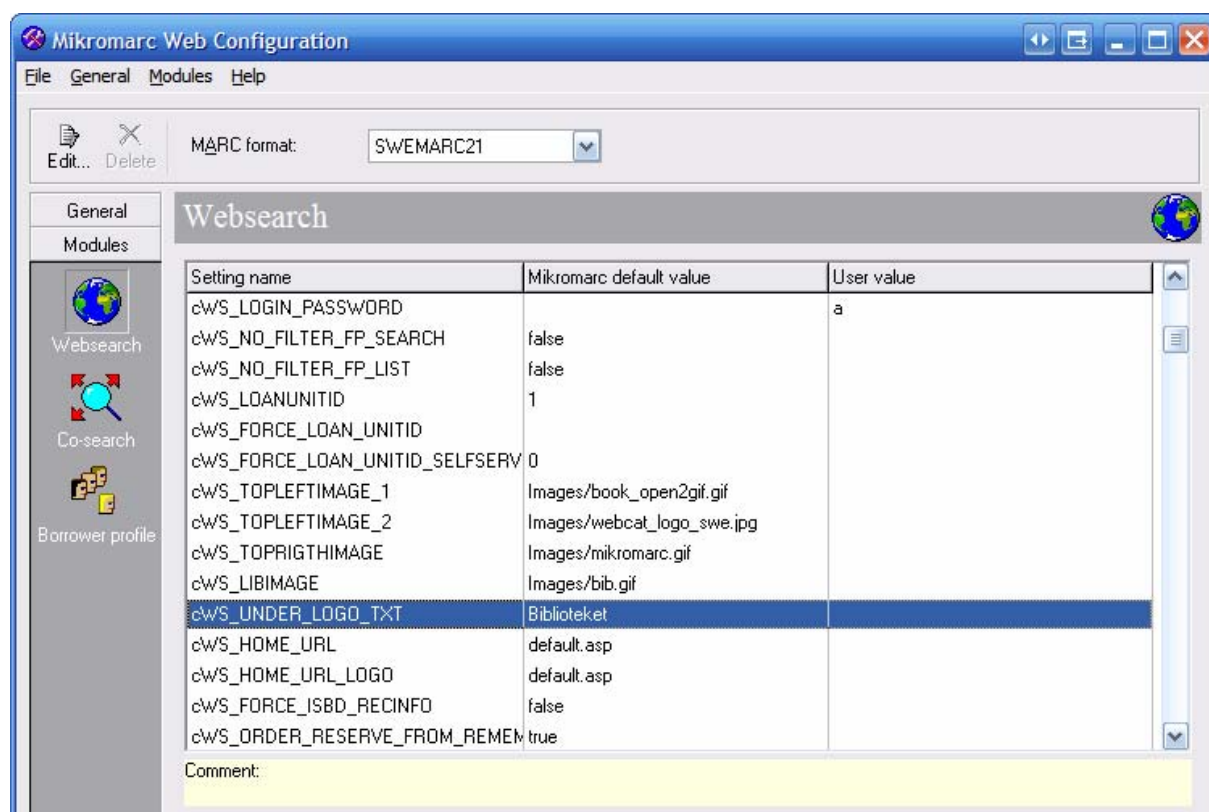 Mikromarc Web Configuration
File General Modules Help
Edit... Delete MARC format: SWEMARC21
General
Modules
Websearch
Co-search
Borrower profile
Websearch
Setting name Mikromarc default value User value
cWS_LOGIN_PASSWORD a
cWS_NO_FILTER_FP_SEARCH false
cWS_NO_FILTER_FP_LIST false
cWS_LOANUNITID 1
cWS_FORCE_LOAN_UNITID
cWS_FORCE_LOAN_UNITID_SELFSERV 0
cWS_TOPLEFTIMAGE_1 Images/book_open2gif.gif
cWS_TOPLEFTIMAGE_2 Images/webcat_logo_swe.jpg
cWS_TOPRIGTHIMAGE Images/mikromarc.gif
cWS_LIBIMAGE Images/bib.gif
cWS_UNDER_LOGO_TXT Biblioteket
cWS_HOME_URL default.asp
cWS_HOME_URL_LOGO default.asp
cWS_FORCE_ISBD_RECINFO false
cWS_ORDER_RESERVE_FROM_REMEM true
Comment: